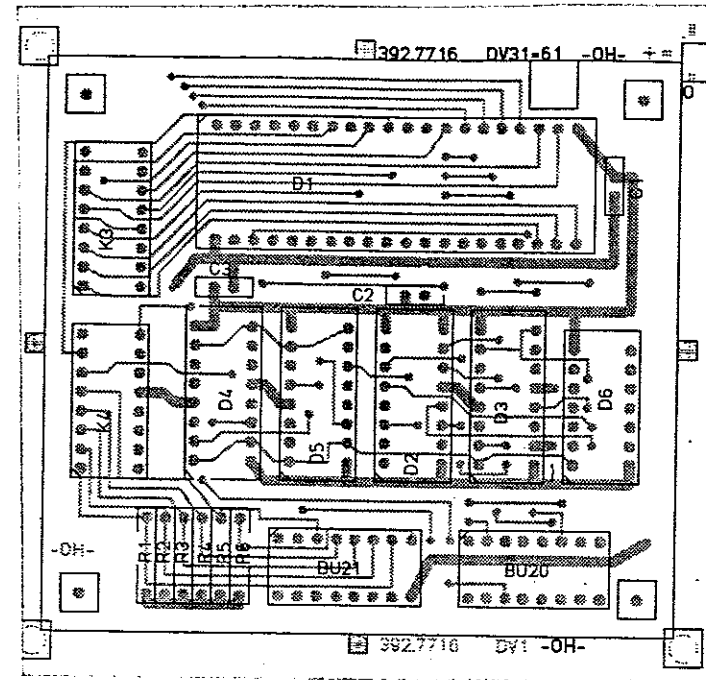 392.7716 DV31=61 -OH- + =
D1
K3
C3
C2
K4
D4
D5
D2
D3
D6
-OH-
R1 R2 R3 R4 R5 R6
BU21
BU20
392.7716 DV1 -OH-